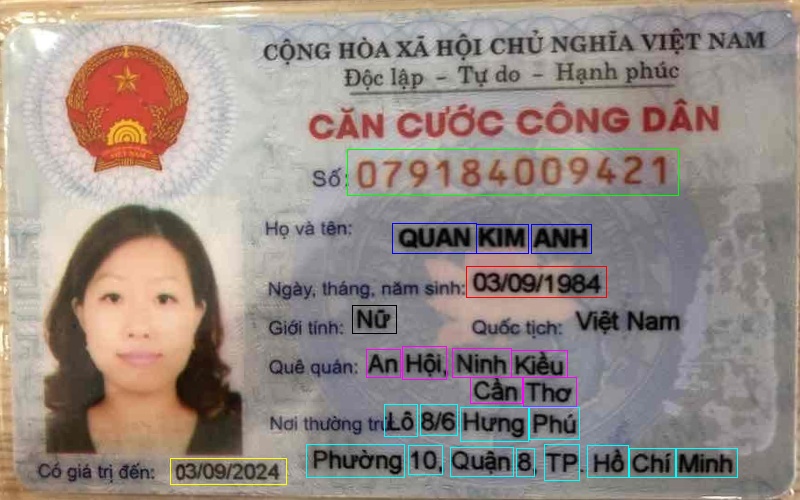 CỘNG HÒA XÃ HỘI CHỦ NGHĨA VIỆT NAM
Độc lập - Tự do - Hạnh phúc
CĂN CƯỚC CÔNG DÂN
Số: 079184009421
Họ và tên: QUAN KIM ANH
Ngày, tháng, năm sinh: 03/09/1984
Giới tính: Nữ Quốc tịch: Việt Nam
Quê quán: An Hội, Ninh Kiều
Cần Thơ
Nơi thường trú: Lô 8/6 Hưng Phú
Phường 10, Quận 8, TP. Hồ Chí Minh
Có giá trị đến: 03/09/2024